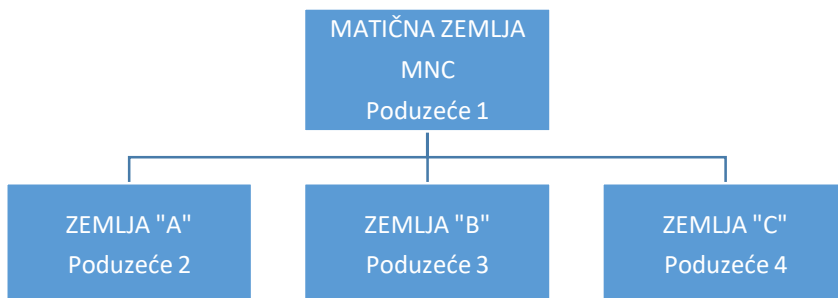 MATIČNA ZEMLJA
MNC
Poduzeće 1
ZEMLJA "A"
Poduzeće 2
ZEMLJA "B"
Poduzeće 3
ZEMLJA "C"
Poduzeće 4